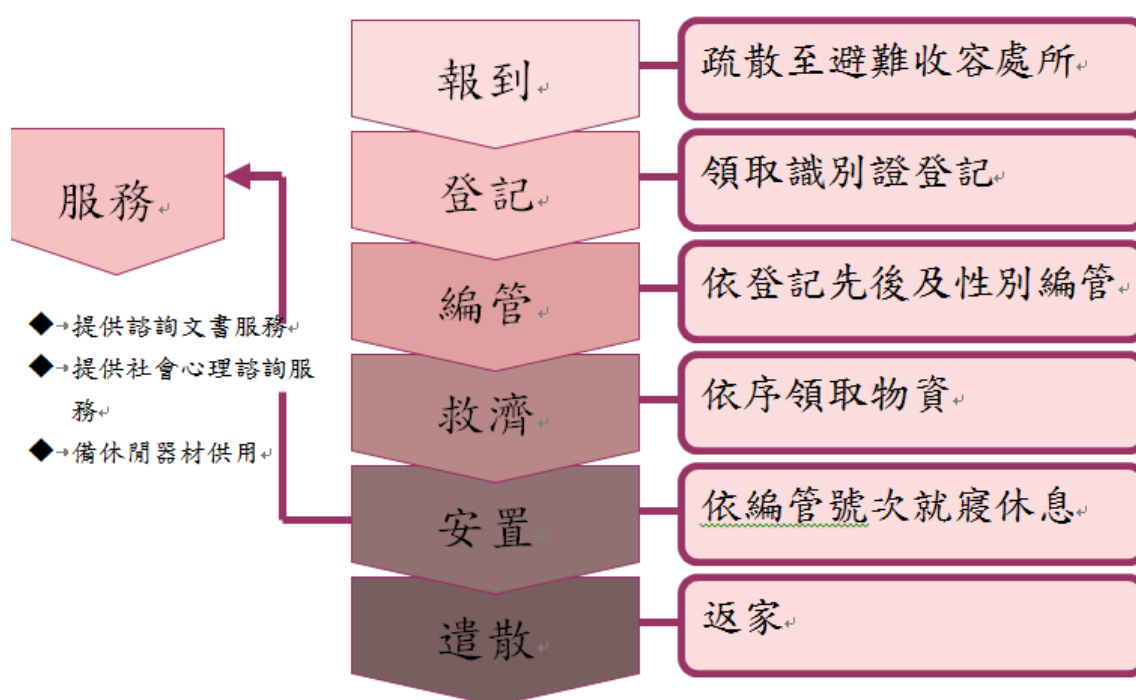 報到
疏散至避難收容處所
登記
領取識別證登記
編管
依登記先後及性別編管
救濟
依序領取物資
安置
依編管號次就寢休息
遣散
返家
服務
◆提供諮詢文書服務
◆提供社會心理諮詢服
務
◆備休閒器材供用